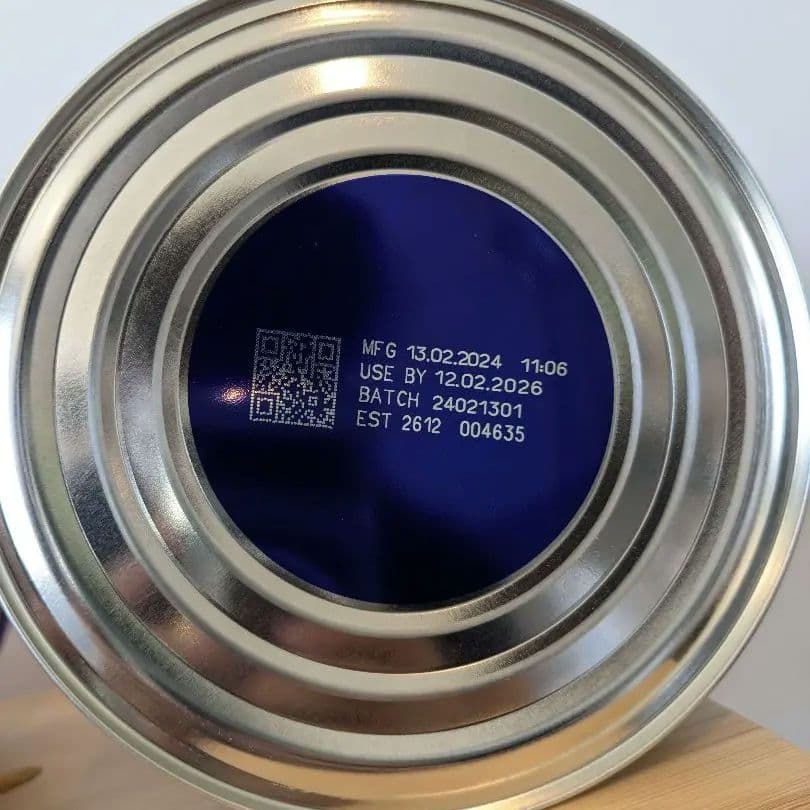 MFG 13.02.2024 11:06
USE BY 12.02.2026
BATCH 24021301
EST 2612 004635